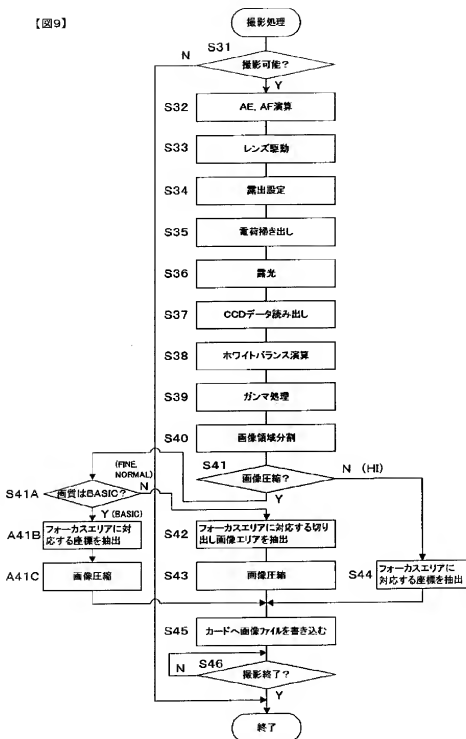 【図9】
撮影処理
S31
N
撮影可能?
Y
S32
AE、AF演算
S33
レンズ駆動
S34
露出設定
S35
電荷掃き出し
S36
露光
S37
CCDデータ読み出し
S38
ホワイトバランス演算
S39
ガンマ処理
S40
画像領域分割
S41
画像圧縮?
N (HI)
Y
(FINE,
NORMAL)
S41A
画質はBASIC?
N
Y (BASIC)
A41B
フォーカスエリアに対
応する座標を抽出
A41C
画像圧縮
S42
フォーカスエリアに対応する切り
出し画像エリアを抽出
S43
画像圧縮
S44
フォーカスエリアに
対応する座標を抽出
S45
カードへ画像ファイルを書き込む
S46
N
撮影終了?
Y
終了